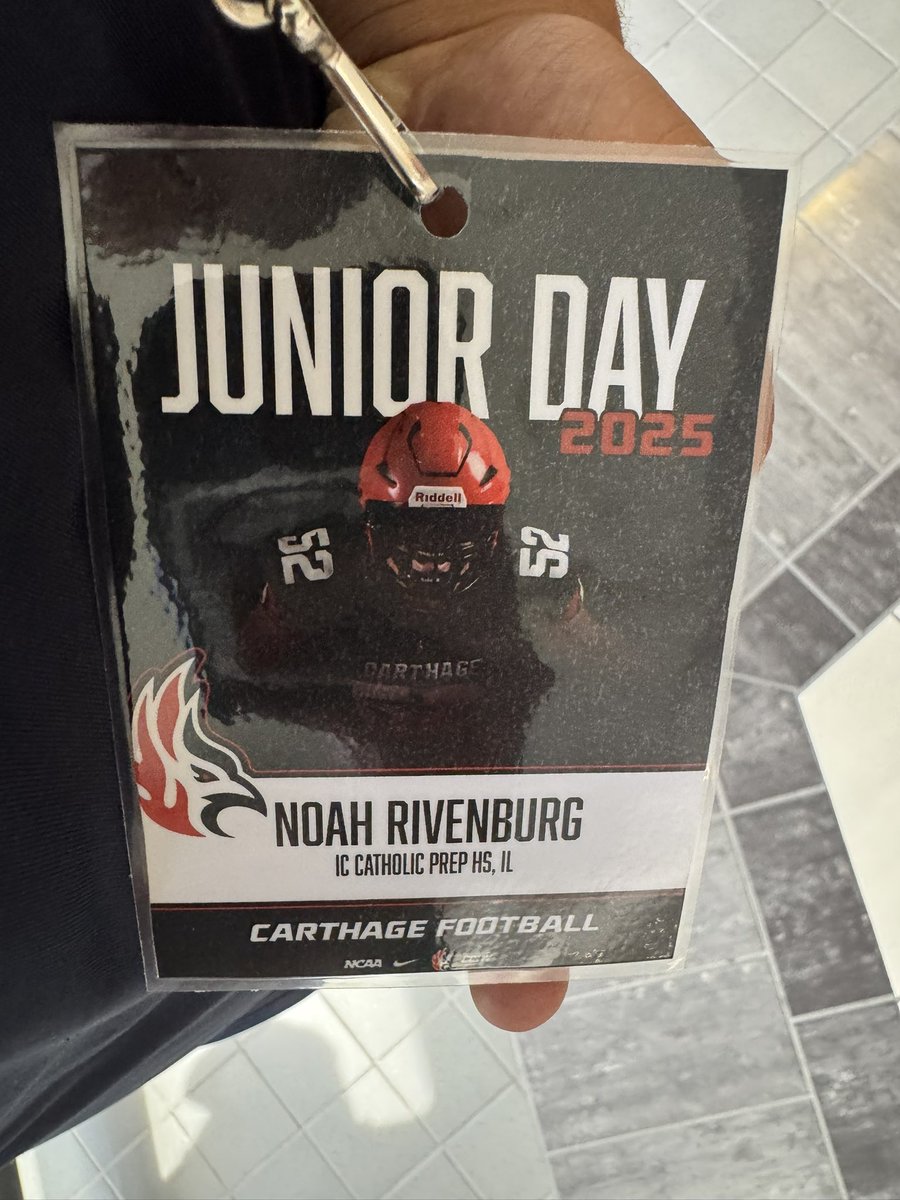 JUNIOR DAY
2025
Riddell
52 52
CARTHAGE
NOAH RIVENBURG
IC CATHOLIC PREP HS, IL
CARTHAGE FOOTBALL
NCAA